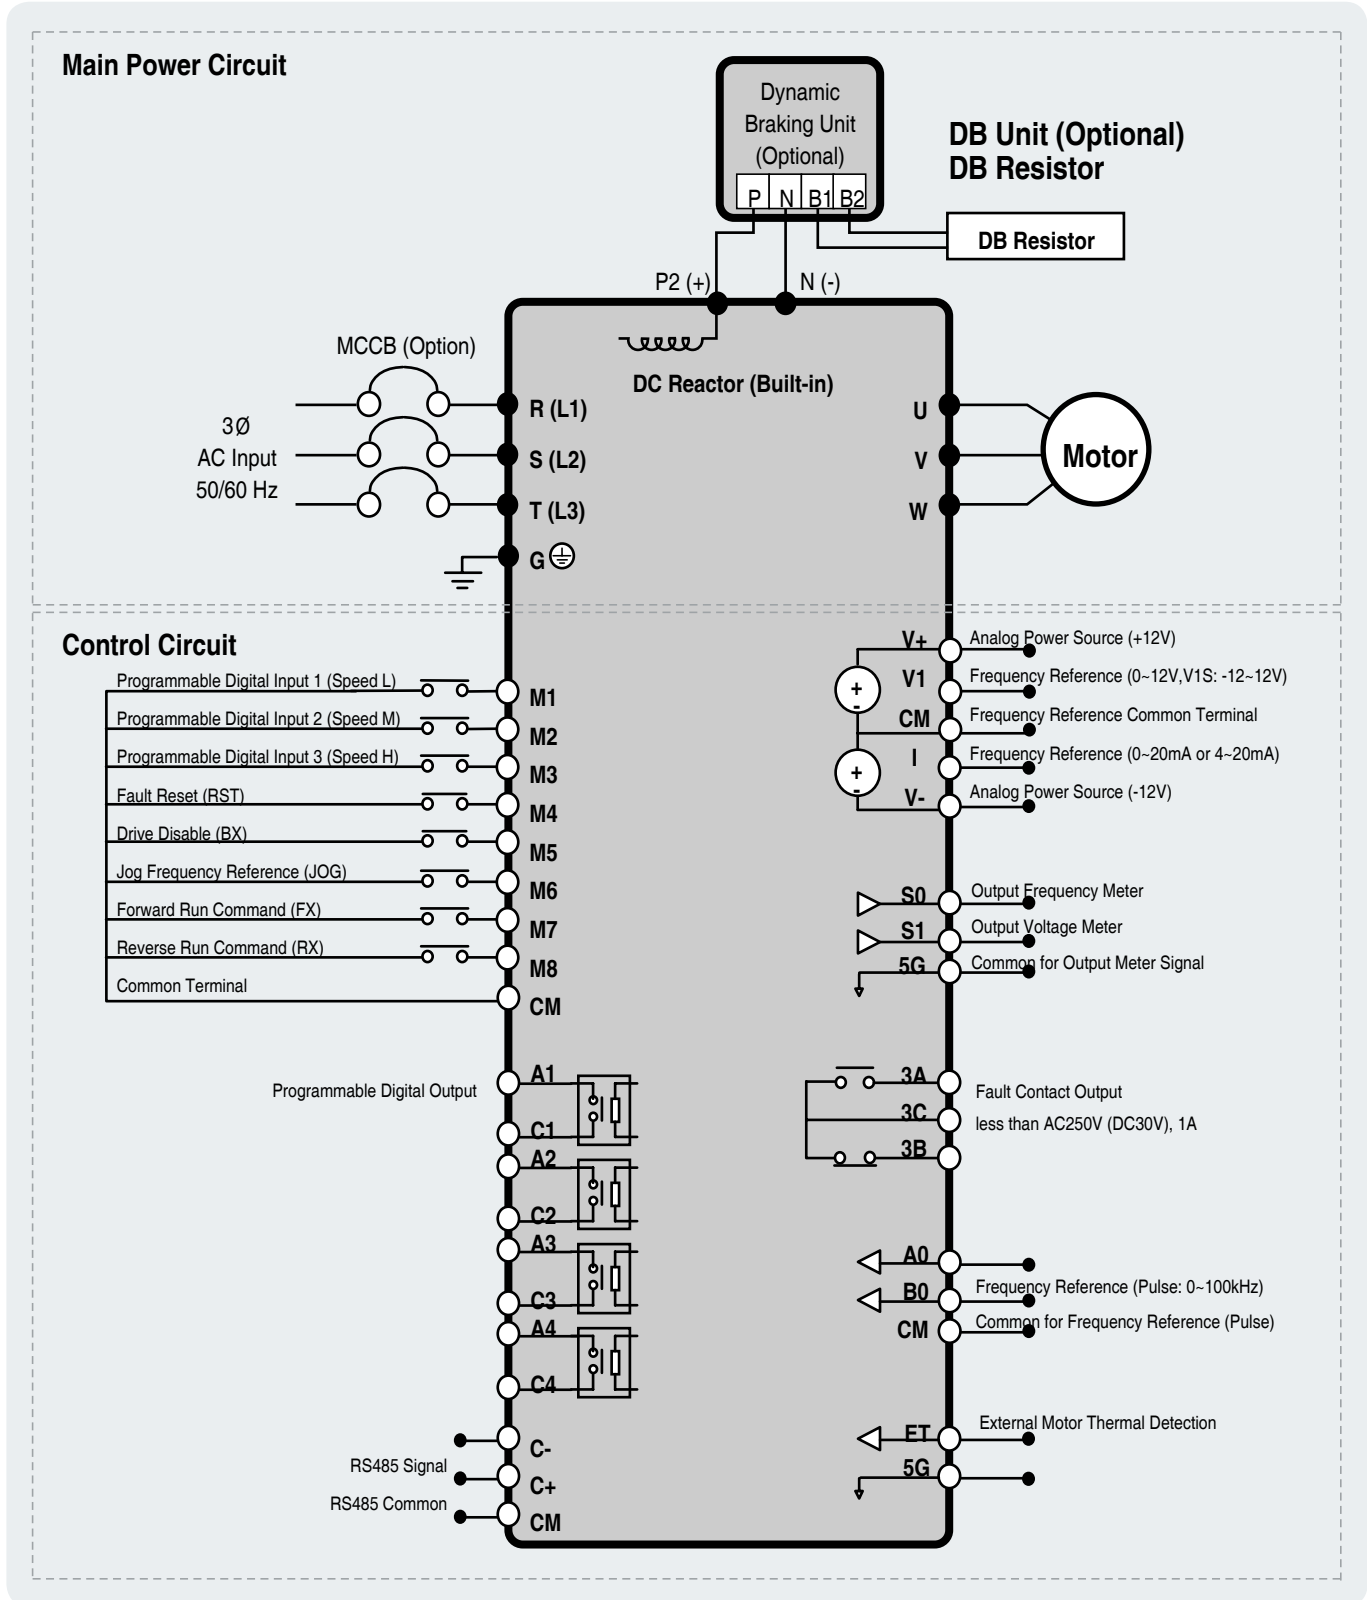 Main Power Circuit
Dynamic
Braking Unit
(Optional)
P N B1 B2
DB Unit (Optional)
DB Resistor
DB Resistor
P2 (+)
N (-)
MCCB (Option)
DC Reactor (Built-in)
3Ø
AC Input
50/60 Hz
R (L1)
S (L2)
T (L3)
G
U
V
W
Motor
Control Circuit
Programmable Digital Input 1 (Speed L)
M1
Programmable Digital Input 2 (Speed M)
M2
Programmable Digital Input 3 (Speed H)
M3
Fault Reset (RST)
M4
Drive Disable (BX)
M5
Jog Frequency Reference (JOG)
M6
Forward Run Command (FX)
M7
Reverse Run Command (RX)
M8
Common Terminal
CM
V+
Analog Power Source (+12V)
+
-
V1
Frequency Reference (0~12V,V1S: -12~12V)
CM
Frequency Reference Common Terminal
+
-
I
Frequency Reference (0~20mA or 4~20mA)
V-
Analog Power Source (-12V)
S0
Output Frequency Meter
S1
Output Voltage Meter
5G
Common for Output Meter Signal
Programmable Digital Output
A1
C1
A2
C2
A3
C3
A4
C4
3A
3C
3B
Fault Contact Output
less than AC250V (DC30V), 1A
A0
B0
Frequency Reference (Pulse: 0~100kHz)
CM
Common for Frequency Reference (Pulse)
RS485 Signal
RS485 Common
C-
C+
CM
ET
External Motor Thermal Detection
5G